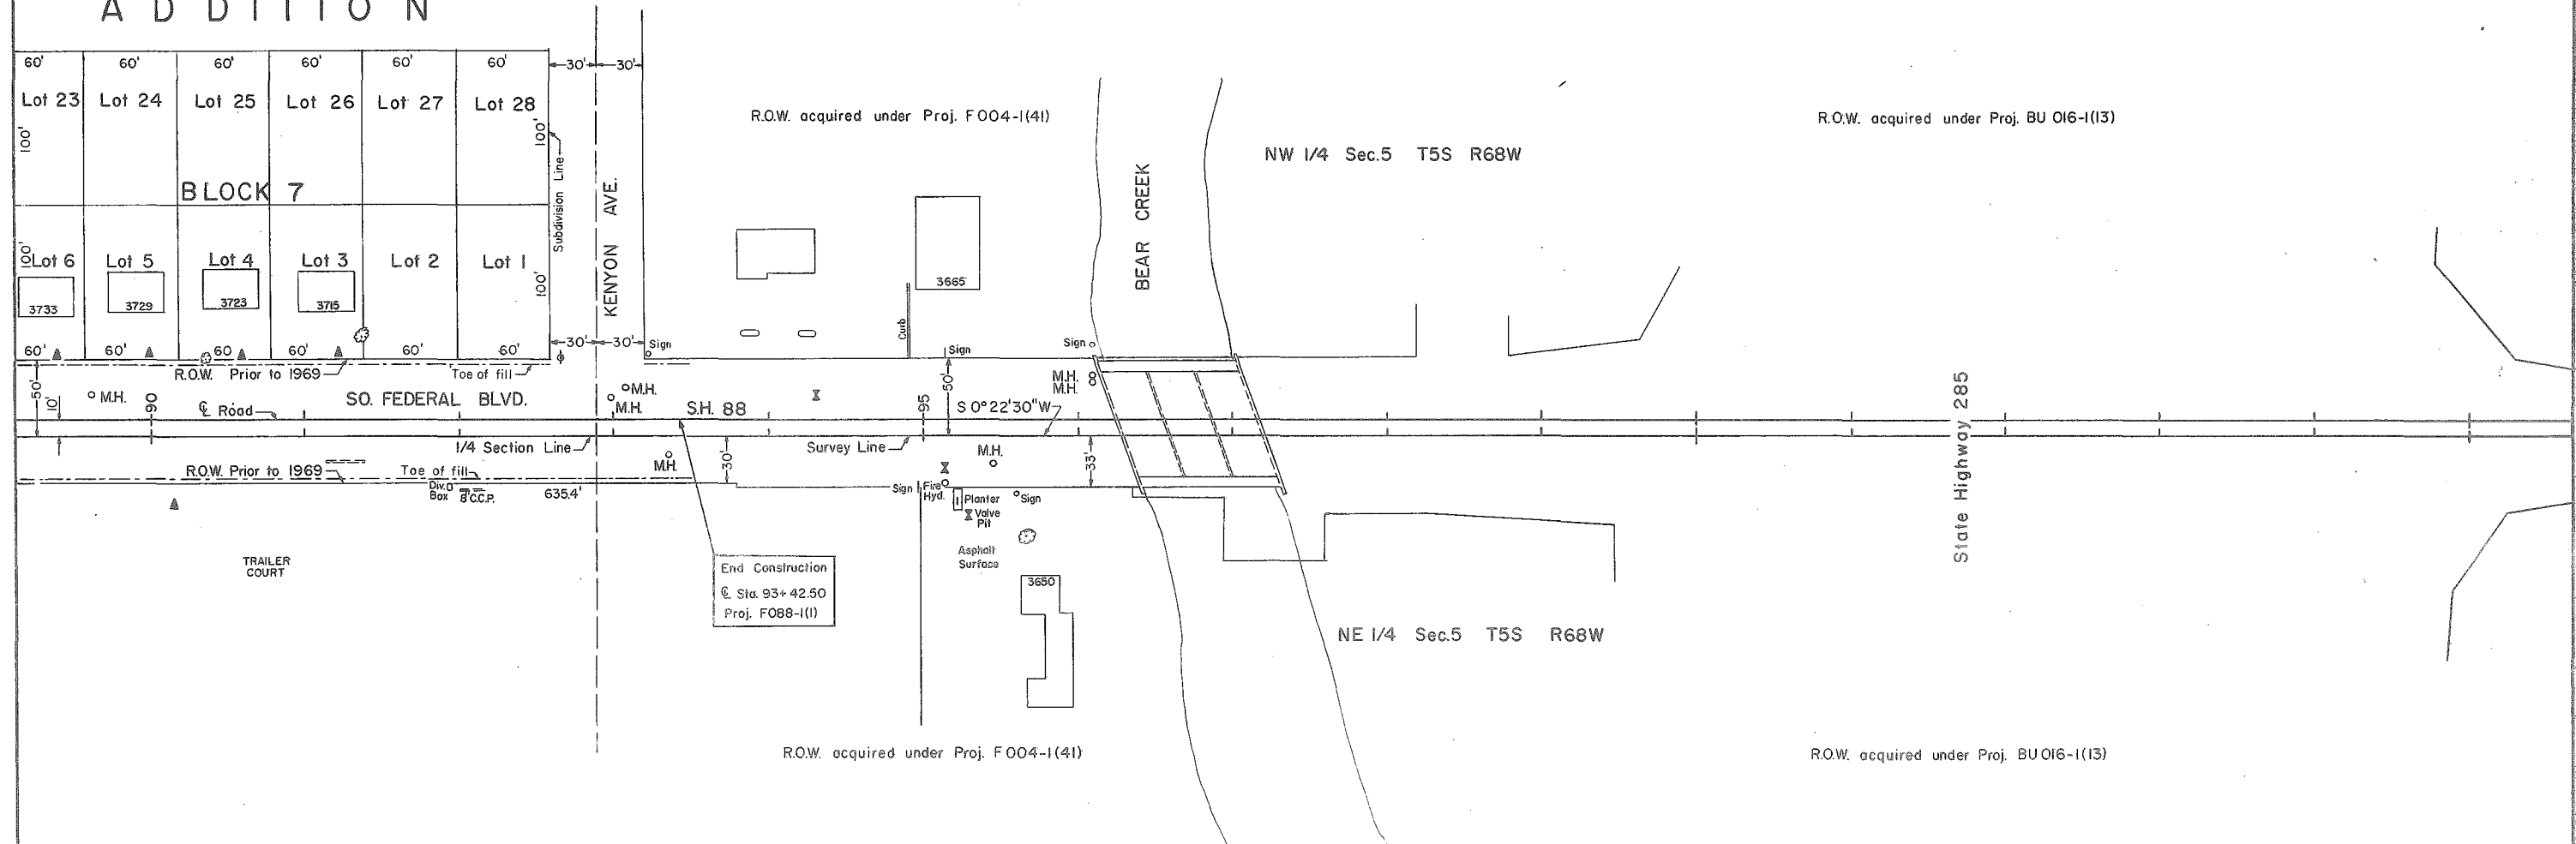 ADDITION
60' 60' 60' 60' 60' 60' 30' 30'
Lot 23 Lot 24 Lot 25 Lot 26 Lot 27 Lot 28
100' 100'
BLOCK 7
Subdivision Line
KENYON AVE.
100' Lot 6 Lot 5 Lot 4 Lot 3 Lot 2 Lot 1 100'
3733 3729 3723 3715
60' 60' 60 60' 60' 60' 30' 30'
R.O.W. acquired under Proj. F 004-1(41)
3665
Curb
Sign Sign Sign
BEAR CREEK
NW 1/4 Sec.5 T5S R68W
R.O.W. acquired under Proj. BU 016-1(13)
R.O.W. Prior to 1969 Toe of fill
50' 10' M.H. 90 ℄ Road SO. FEDERAL BLVD. M.H.
M.H. S.H. 88 95 50' S 0°22'30"W M.H.
M.H.
1/4 Section Line M.H. 30' Survey Line M.H. 33'
State Highway 285
R.O.W. Prior to 1969 Toe of fill
Div. Box 8"C.C.P. 635.4'
Sign Fire Hyd. Planter Sign
Valve Pit
Asphalt
Surface
3650
TRAILER
COURT
End Construction
℄ Sta. 93+42.50
Proj. F088-1(1)
NE 1/4 Sec.5 T5S R68W
R.O.W. acquired under Proj. F 004-1(41)
R.O.W. acquired under Proj. BU 016-1(13)